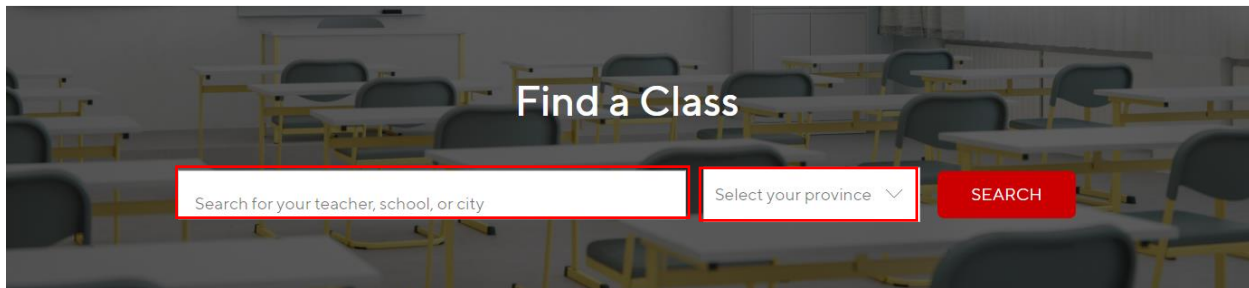 Find a Class
Search for your teacher, school, or city
Select your province
SEARCH